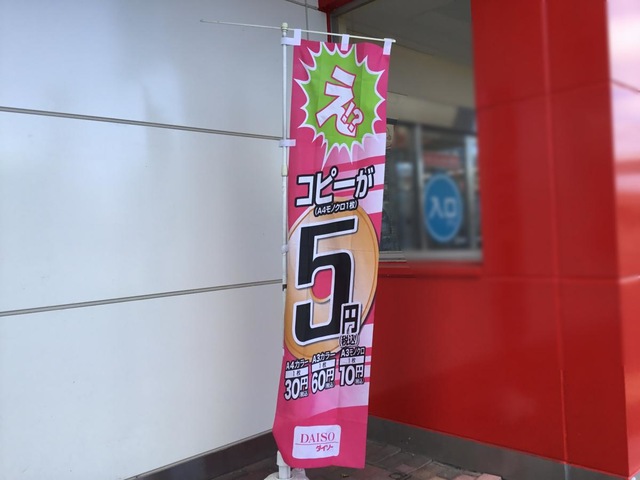 え!?
コピーが
(A4モノクロ1枚)
5円
(税込)
A4カラー A3カラー A3モノクロ
1枚 1枚 1枚
30円税込 60円税込 10円税込
DAISO
ダイソー
入口